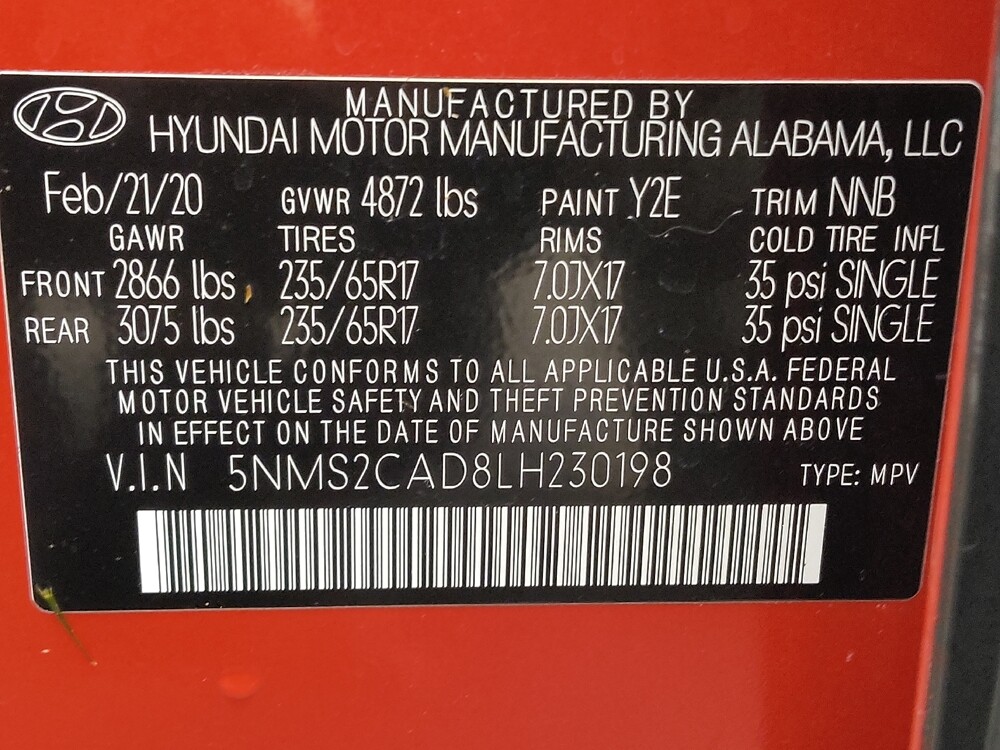 MANUFACTURED BY
HYUNDAI MOTOR MANUFACTURING ALABAMA, LLC
Feb/21/20 GVWR 4872 lbs PAINT Y2E TRIM NNB
GAWR TIRES RIMS COLD TIRE INFL
FRONT 2866 lbs 235/65R17 7.0JX17 35 psi SINGLE
REAR 3075 lbs 235/65R17 7.0JX17 35 psi SINGLE
THIS VEHICLE CONFORMS TO ALL APPLICABLE U.S.A. FEDERAL
MOTOR VEHICLE SAFETY AND THEFT PREVENTION STANDARDS
IN EFFECT ON THE DATE OF MANUFACTURE SHOWN ABOVE
V.I.N 5NMS2CAD8LH230198 TYPE: MPV